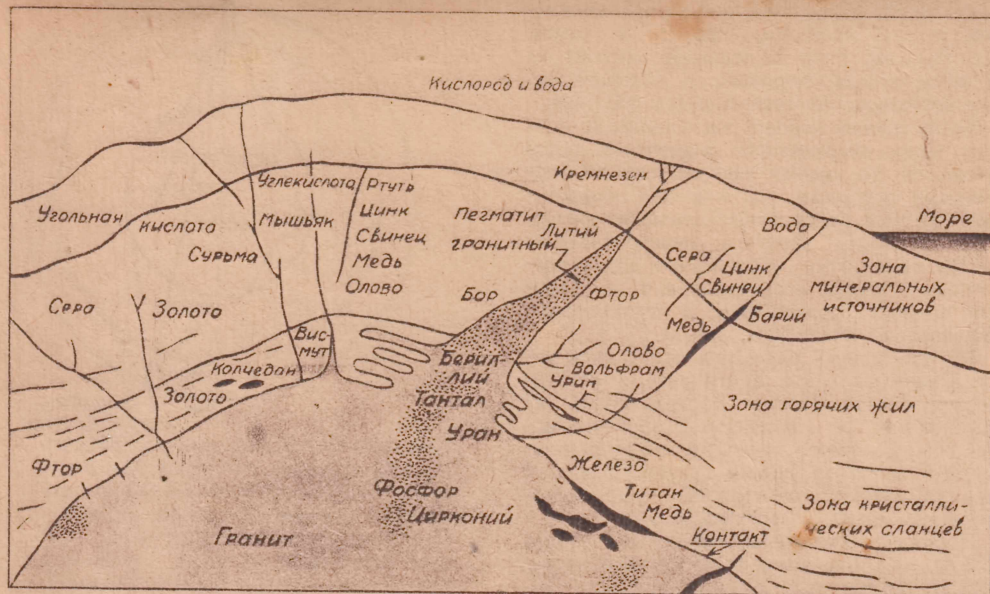 Кислород и вода
Кремнезем
Углекислота
Ртуть
Угольная
кислота
Мышьяк
Цинк
Пегматит
Литий
гранитный
Вода
Море
Сурьма
Свинец
Медь
Олово
Сера
Цинк
Свинец
Зона
минеральных
источников
Сера
Золото
Бор
Фтор
Медь
Барий
Вис-
мут
Колчедан
Золото
Берил-
лий
Тантал
Уран
Олово
Вольфрам
Зона горячих жил
Фтор
Железо
Фосфор
Цирконий
Титан
Медь
Зона кристалли-
ческих сланцев
Гранит
Контакт